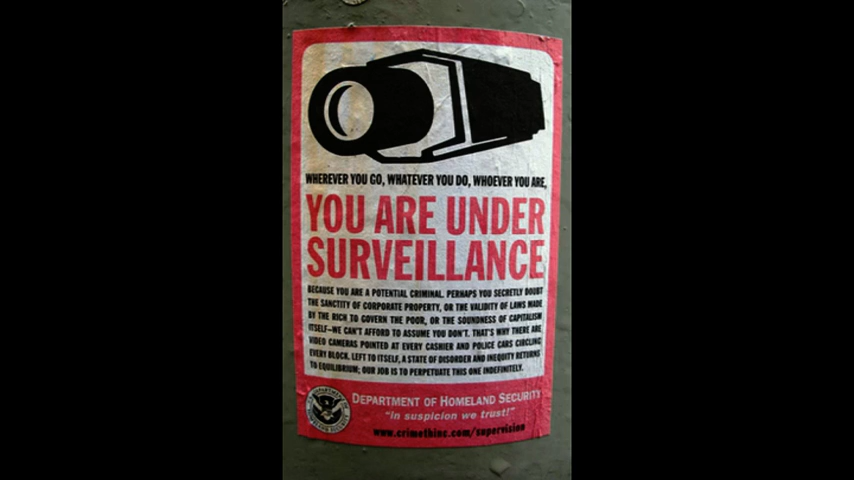 WHEREVER YOU GO, WHATEVER YOU DO, WHOEVER YOU ARE,
YOU ARE UNDER
SURVEILLANCE
BECAUSE YOU ARE A POTENTIAL CRIMINAL. PERHAPS YOU SECRETLY DOUBT
THE SANCTITY OF CORPORATE PROPERTY, OR THE VALIDITY OF LAWS MADE
BY THE RICH TO GOVERN THE POOR, OR THE SOUNDNESS OF CAPITALISM
ITSELF—WE CAN'T AFFORD TO ASSUME YOU DON'T. THAT'S WHY THERE ARE
VIDEO CAMERAS POINTED AT EVERY CASHIER AND POLICE CARS CIRCLING
EVERY BLOCK. LEFT TO ITSELF, A STATE OF DISORDER AND INEQUITY RETURNS
TO EQUILIBRIUM; OUR JOB IS TO PERPETUATE THIS ONE INDEFINITELY.
DEPARTMENT OF HOMELAND SECURITY
"In suspicion we trust!"
www.crimethinc.com/supervision